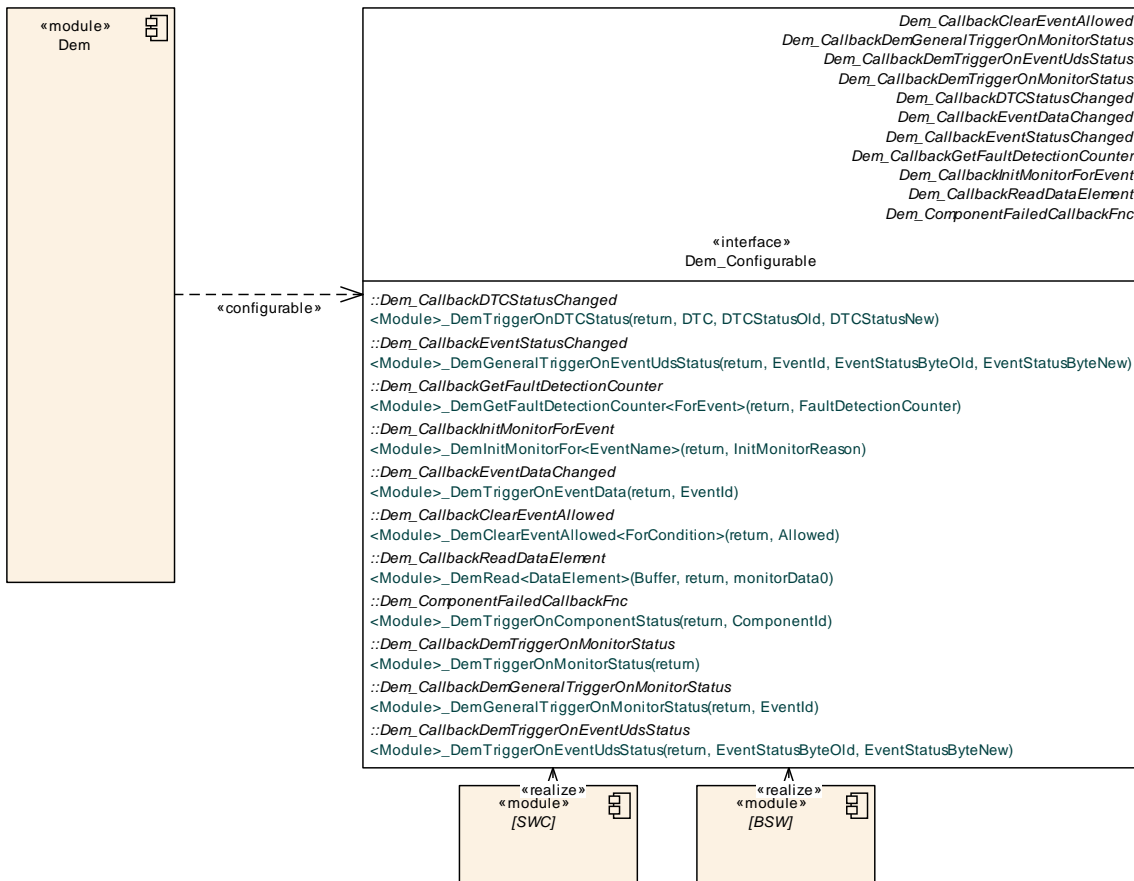 «module»
Dem
Dem_CallbackClearEventAllowed
Dem_CallbackDemGeneralTriggerOnMonitorStatus
Dem_CallbackDemTriggerOnEventUdsStatus
Dem_CallbackDemTriggerOnMonitorStatus
Dem_CallbackDTCStatusChanged
Dem_CallbackEventDataChanged
Dem_CallbackEventStatusChanged
Dem_CallbackGetFaultDetectionCounter
Dem_CallbackInitMonitorForEvent
Dem_CallbackReadDataElement
Dem_ComponentFailedCallbackFnc
«interface»
Dem_Configurable
«configurable»
::Dem_CallbackDTCStatusChanged
<Module>_DemTriggerOnDTCStatus(return, DTC, DTCStatusOld, DTCStatusNew)
::Dem_CallbackEventStatusChanged
<Module>_DemGeneralTriggerOnEventUdsStatus(return, EventId, EventStatusByteOld, EventStatusByteNew)
::Dem_CallbackGetFaultDetectionCounter
<Module>_DemGetFaultDetectionCounter<ForEvent>(return, FaultDetectionCounter)
::Dem_CallbackInitMonitorForEvent
<Module>_DemInitMonitorFor<EventName>(return, InitMonitorReason)
::Dem_CallbackEventDataChanged
<Module>_DemTriggerOnEventData(return, EventId)
::Dem_CallbackClearEventAllowed
<Module>_DemClearEventAllowed<ForCondition>(return, Allowed)
::Dem_CallbackReadDataElement
<Module>_DemRead<DataElement>(Buffer, return, monitorData0)
::Dem_ComponentFailedCallbackFnc
<Module>_DemTriggerOnComponentStatus(return, ComponentId)
::Dem_CallbackDemTriggerOnMonitorStatus
<Module>_DemTriggerOnMonitorStatus(return)
::Dem_CallbackDemGeneralTriggerOnMonitorStatus
<Module>_DemGeneralTriggerOnMonitorStatus(return, EventId)
::Dem_CallbackDemTriggerOnEventUdsStatus
<Module>_DemTriggerOnEventUdsStatus(return, EventStatusByteOld, EventStatusByteNew)
«realize»
«module»
[SWC]
«realize»
«module»
[BSW]